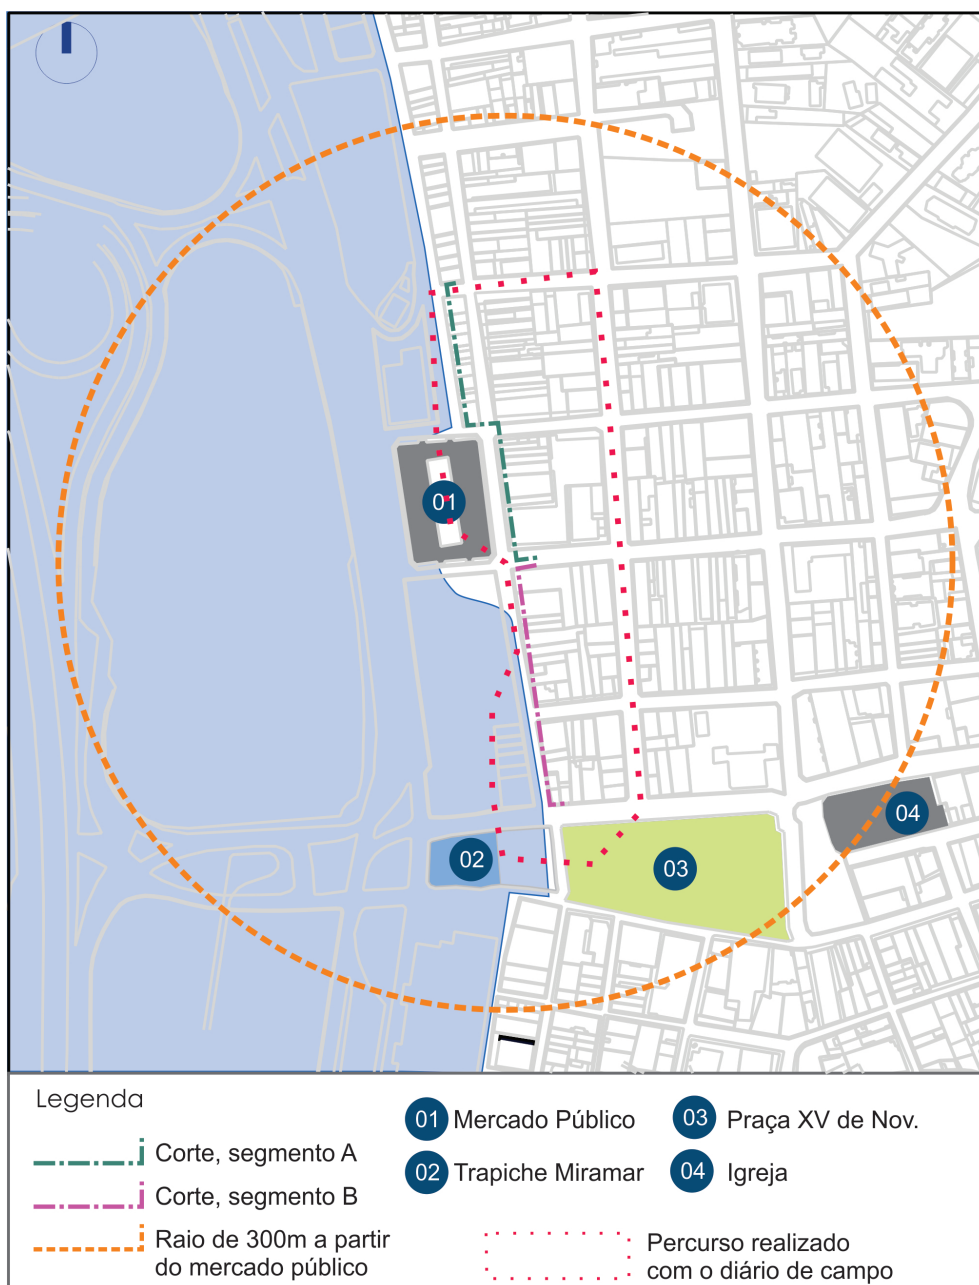 01
02
03
04
Legenda
Corte, segmento A
Corte, segmento B
Raio de 300m a partir
do mercado público
01 Mercado Público
02 Trapiche Miramar
03 Praça XV de Nov.
04 Igreja
Percurso realizado
com o diário de campo